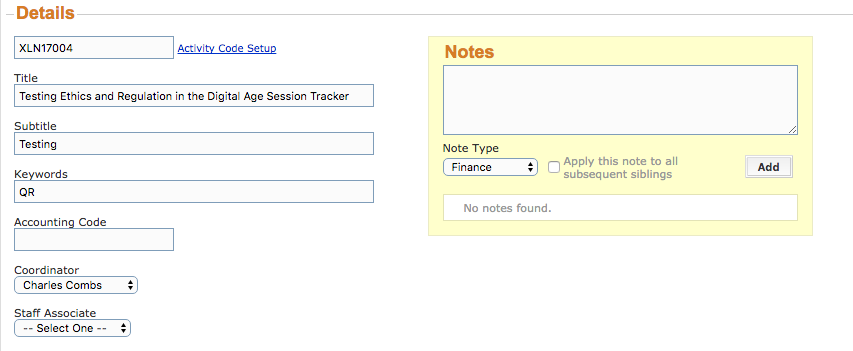 Details
XLN17004 Activity Code Setup
Title
Testing Ethics and Regulation in the Digital Age Session Tracker
Subtitle
Testing
Keywords
QR
Accounting Code
Coordinator
Charles Combs
Staff Associate
-- Select One --
Notes
Note Type
Finance
Apply this note to all
subsequent siblings
Add
No notes found.